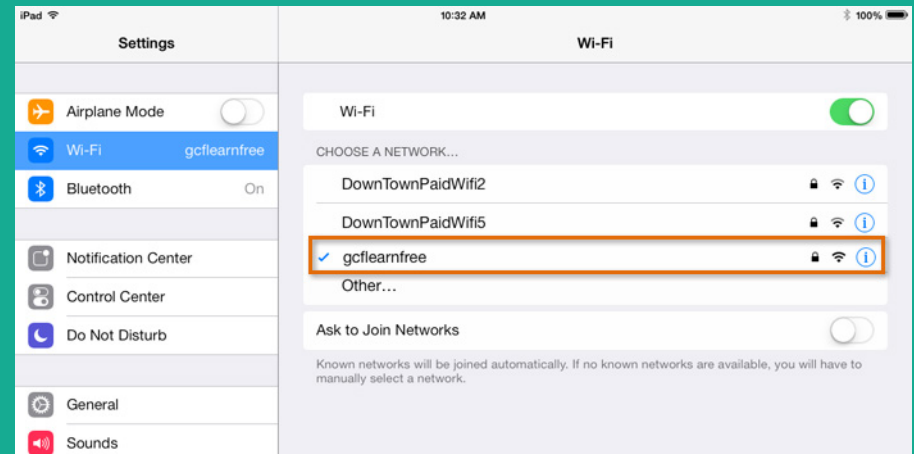 iPad 10:32 AM 100%
Settings
Wi-Fi
Airplane Mode
Wi-Fi gcflearnfree
Bluetooth On
Notification Center
Control Center
Do Not Disturb
General
Sounds
Wi-Fi
CHOOSE A NETWORK...
DownTownPaidWifi2
DownTownPaidWifi5
gcflearnfree
Other...
Ask to Join Networks
Known networks will be joined automatically. If no known networks are available, you will have to
manually select a network.